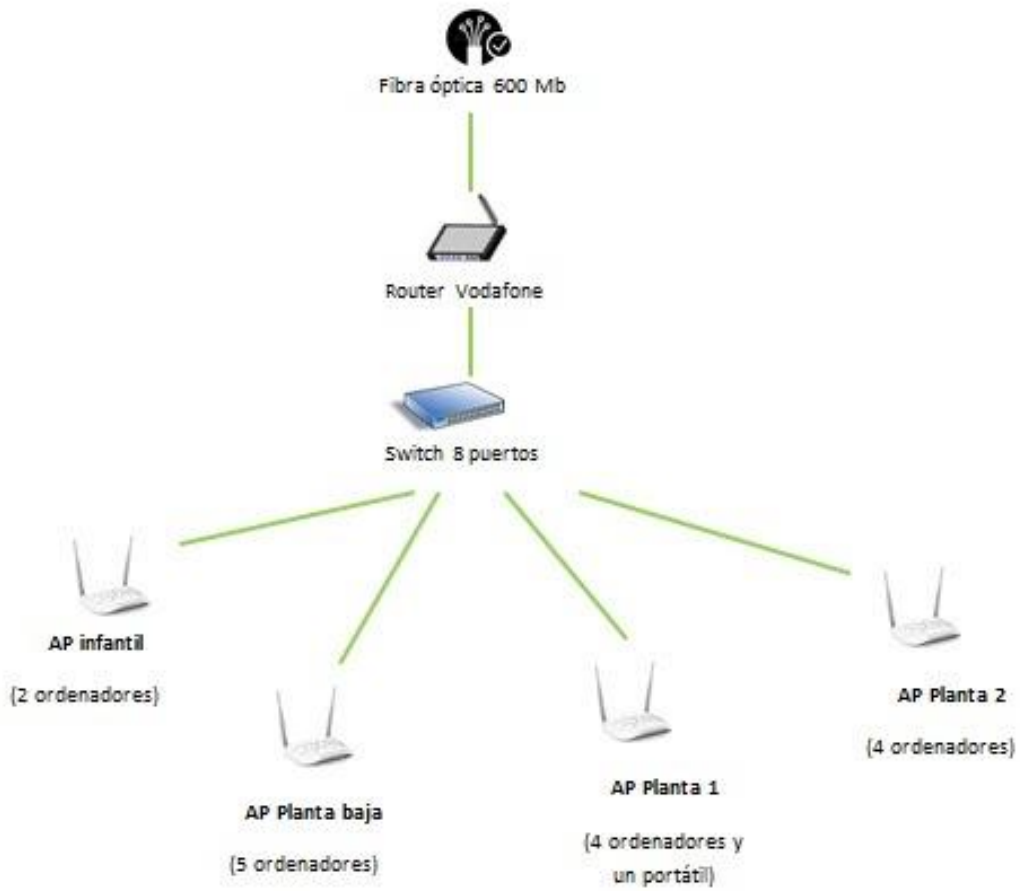 Fibra óptica 600 Mb
Router Vodafone
Switch 8 puertos
AP infantil
(2 ordenadores)
AP Planta baja
(5 ordenadores)
AP Planta 1
(4 ordenadores y
un portátil)
AP Planta 2
(4 ordenadores)